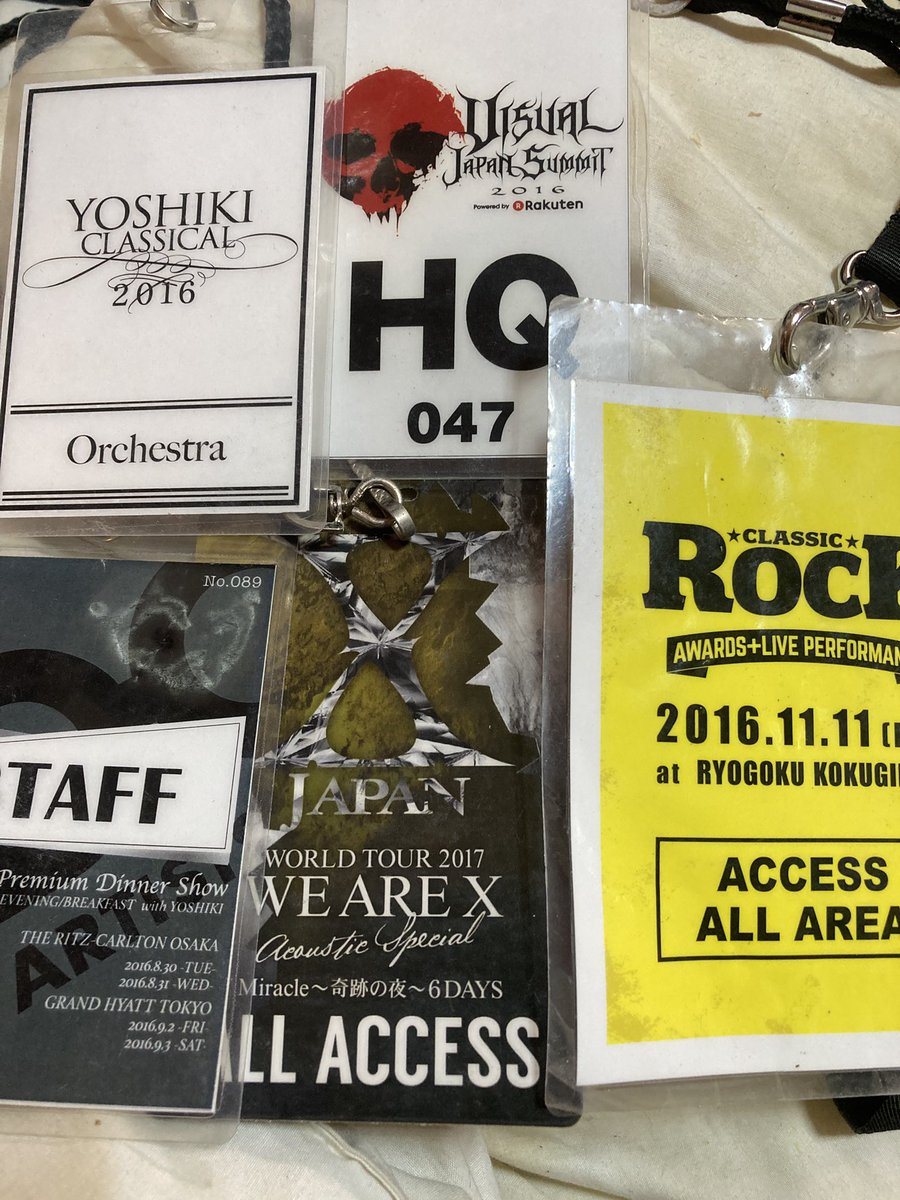 YOSHIKI
CLASSICAL
2016
Orchestra
VISUAL
JAPAN SUMMIT
2016
Powered by R Rakuten
HQ
047
★CLASSIC★
ROCK
AWARDS+LIVE PERFORMAN
2016.11.11 (
at RYOGOKU KOKUGI
ACCESS
ALL AREA
No.089
STAFF
ARTIST
Premium Dinner Show
EVENING/BREAKFAST with YOSHIKI
THE RITZ-CARLTON OSAKA
2016.8.30 -TUE-
2016.8.31 -WED-
GRAND HYATT TOKYO
2016.9.2 -FRI-
2016.9.3 -SAT-
X
JAPAN
WORLD TOUR 2017
WE ARE X
Acoustic Special
Miracle〜奇跡の夜〜6DAYS
ALL ACCESS